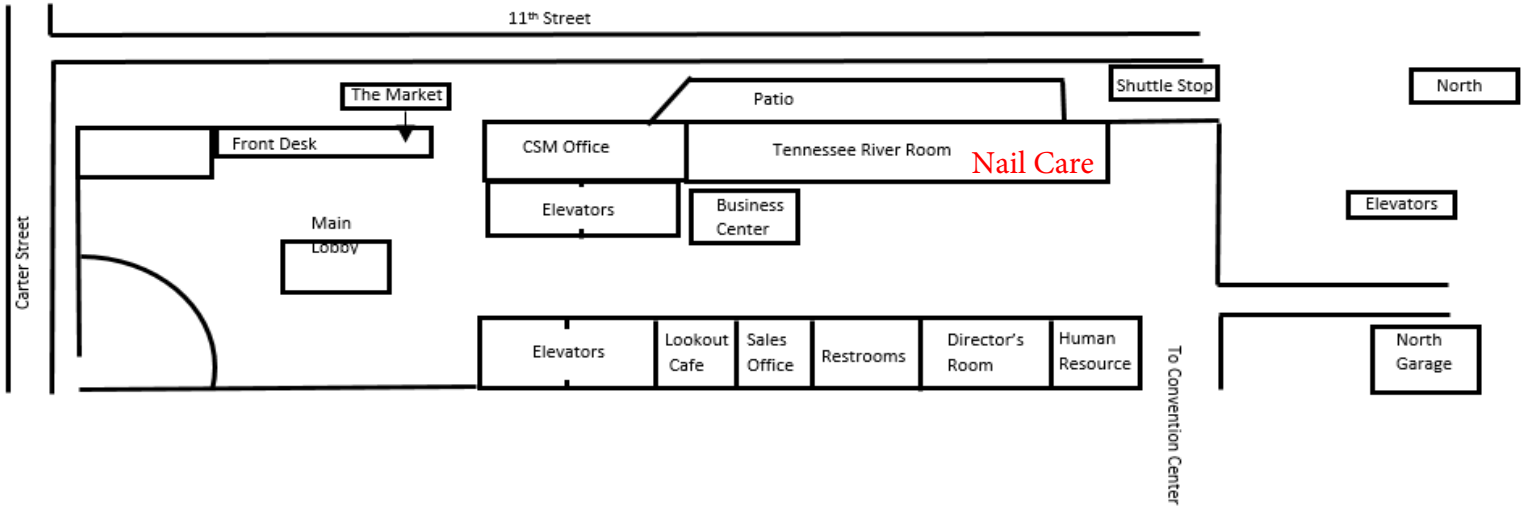 11th Street
The Market
Patio
Shuttle Stop
North
Front Desk
CSM Office
Tennessee River Room
Nail Care
Elevators
Business
Center
Elevators
Main
Lobby
Carter Street
Elevators
Lookout
Cafe
Sales
Office
Restrooms
Director's
Room
Human
Resource
North
Garage
To Convention Center